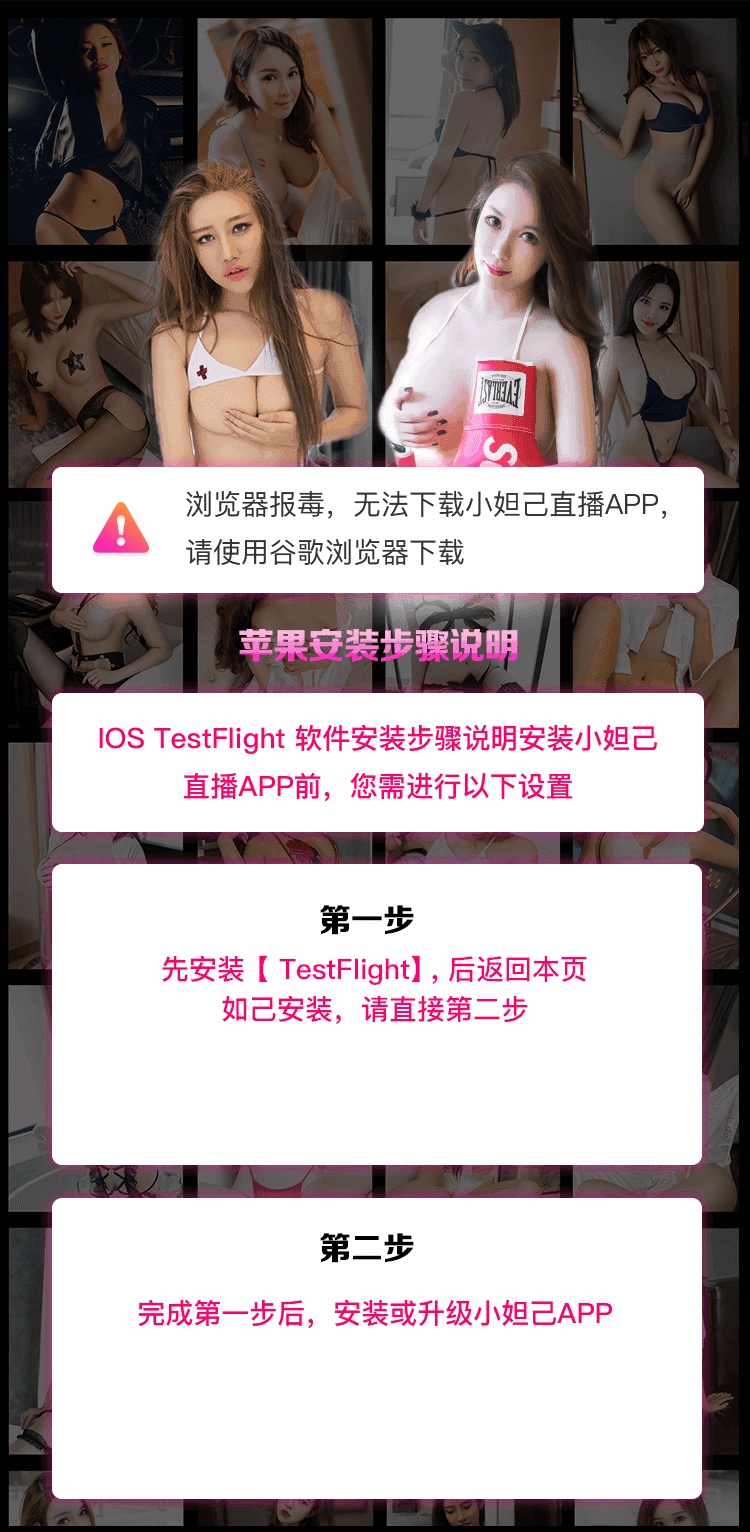 EVERLAST
浏览器报毒，无法下载小妲己直播APP，
请使用谷歌浏览器下载
苹果安装步骤说明
IOS TestFlight 软件安装步骤说明安装小妲己
直播APP前，您需进行以下设置
第一步
先安装【 TestFlight】, 后返回本页
如己安装，请直接第二步
第二步
完成第一步后，安装或升级小妲己APP